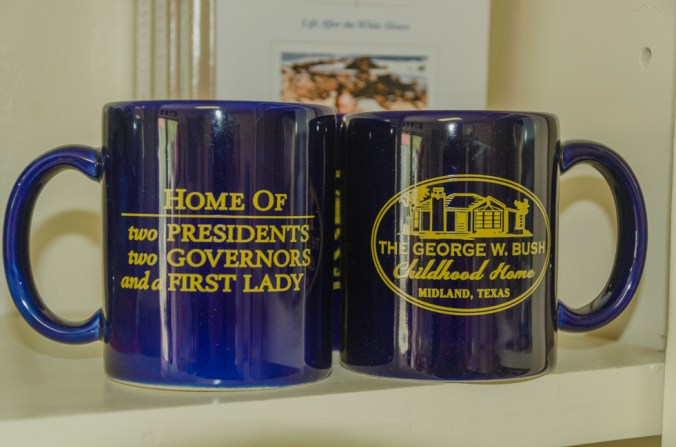 Life After the White House
HOME OF
two PRESIDENTS
two GOVERNORS
and a FIRST LADY
THE GEORGE W. BUSH
Childhood Home
MIDLAND, TEXAS